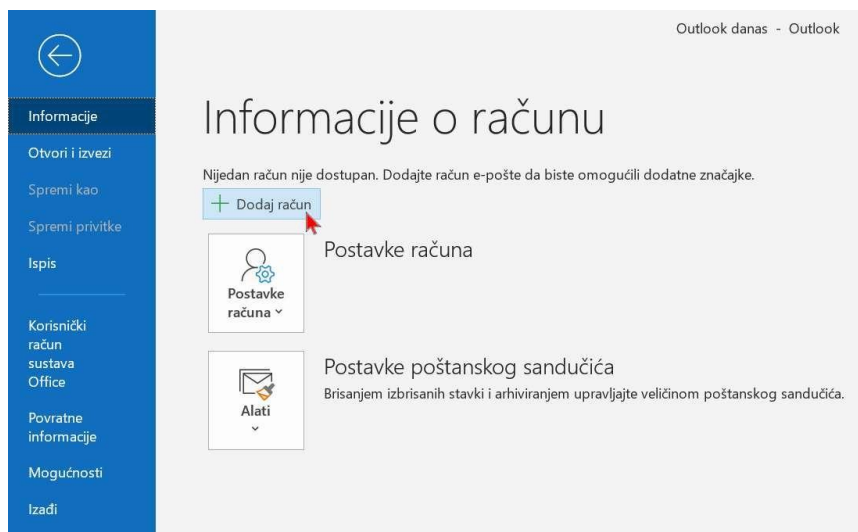 Outlook danas - Outlook
Informacije
Otvori i izvezi
Spremi kao
Spremi privitke
Ispis
Korisnički
račun
sustava
Office
Povratne
informacije
Mogućnosti
Izađi
Informacije o računu
Nijedan račun nije dostupan. Dodajte račun e-pošte da biste omogućili dodatne značajke.
Dodaj račun
Postavke
računa
Postavke računa
Alati
Postavke poštanskog sandučića
Brisanjem izbrisanih stavki i arhiviranjem upravljajte veličinom poštanskog sandučića.